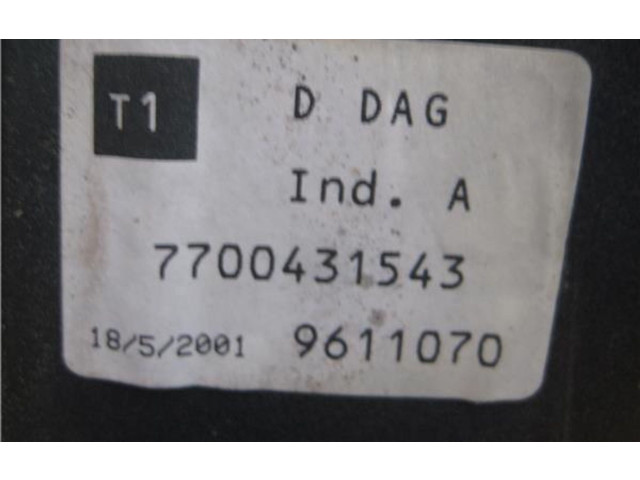 T1 D DAG
Ind. A
7700431543
18/5/2001 9611070